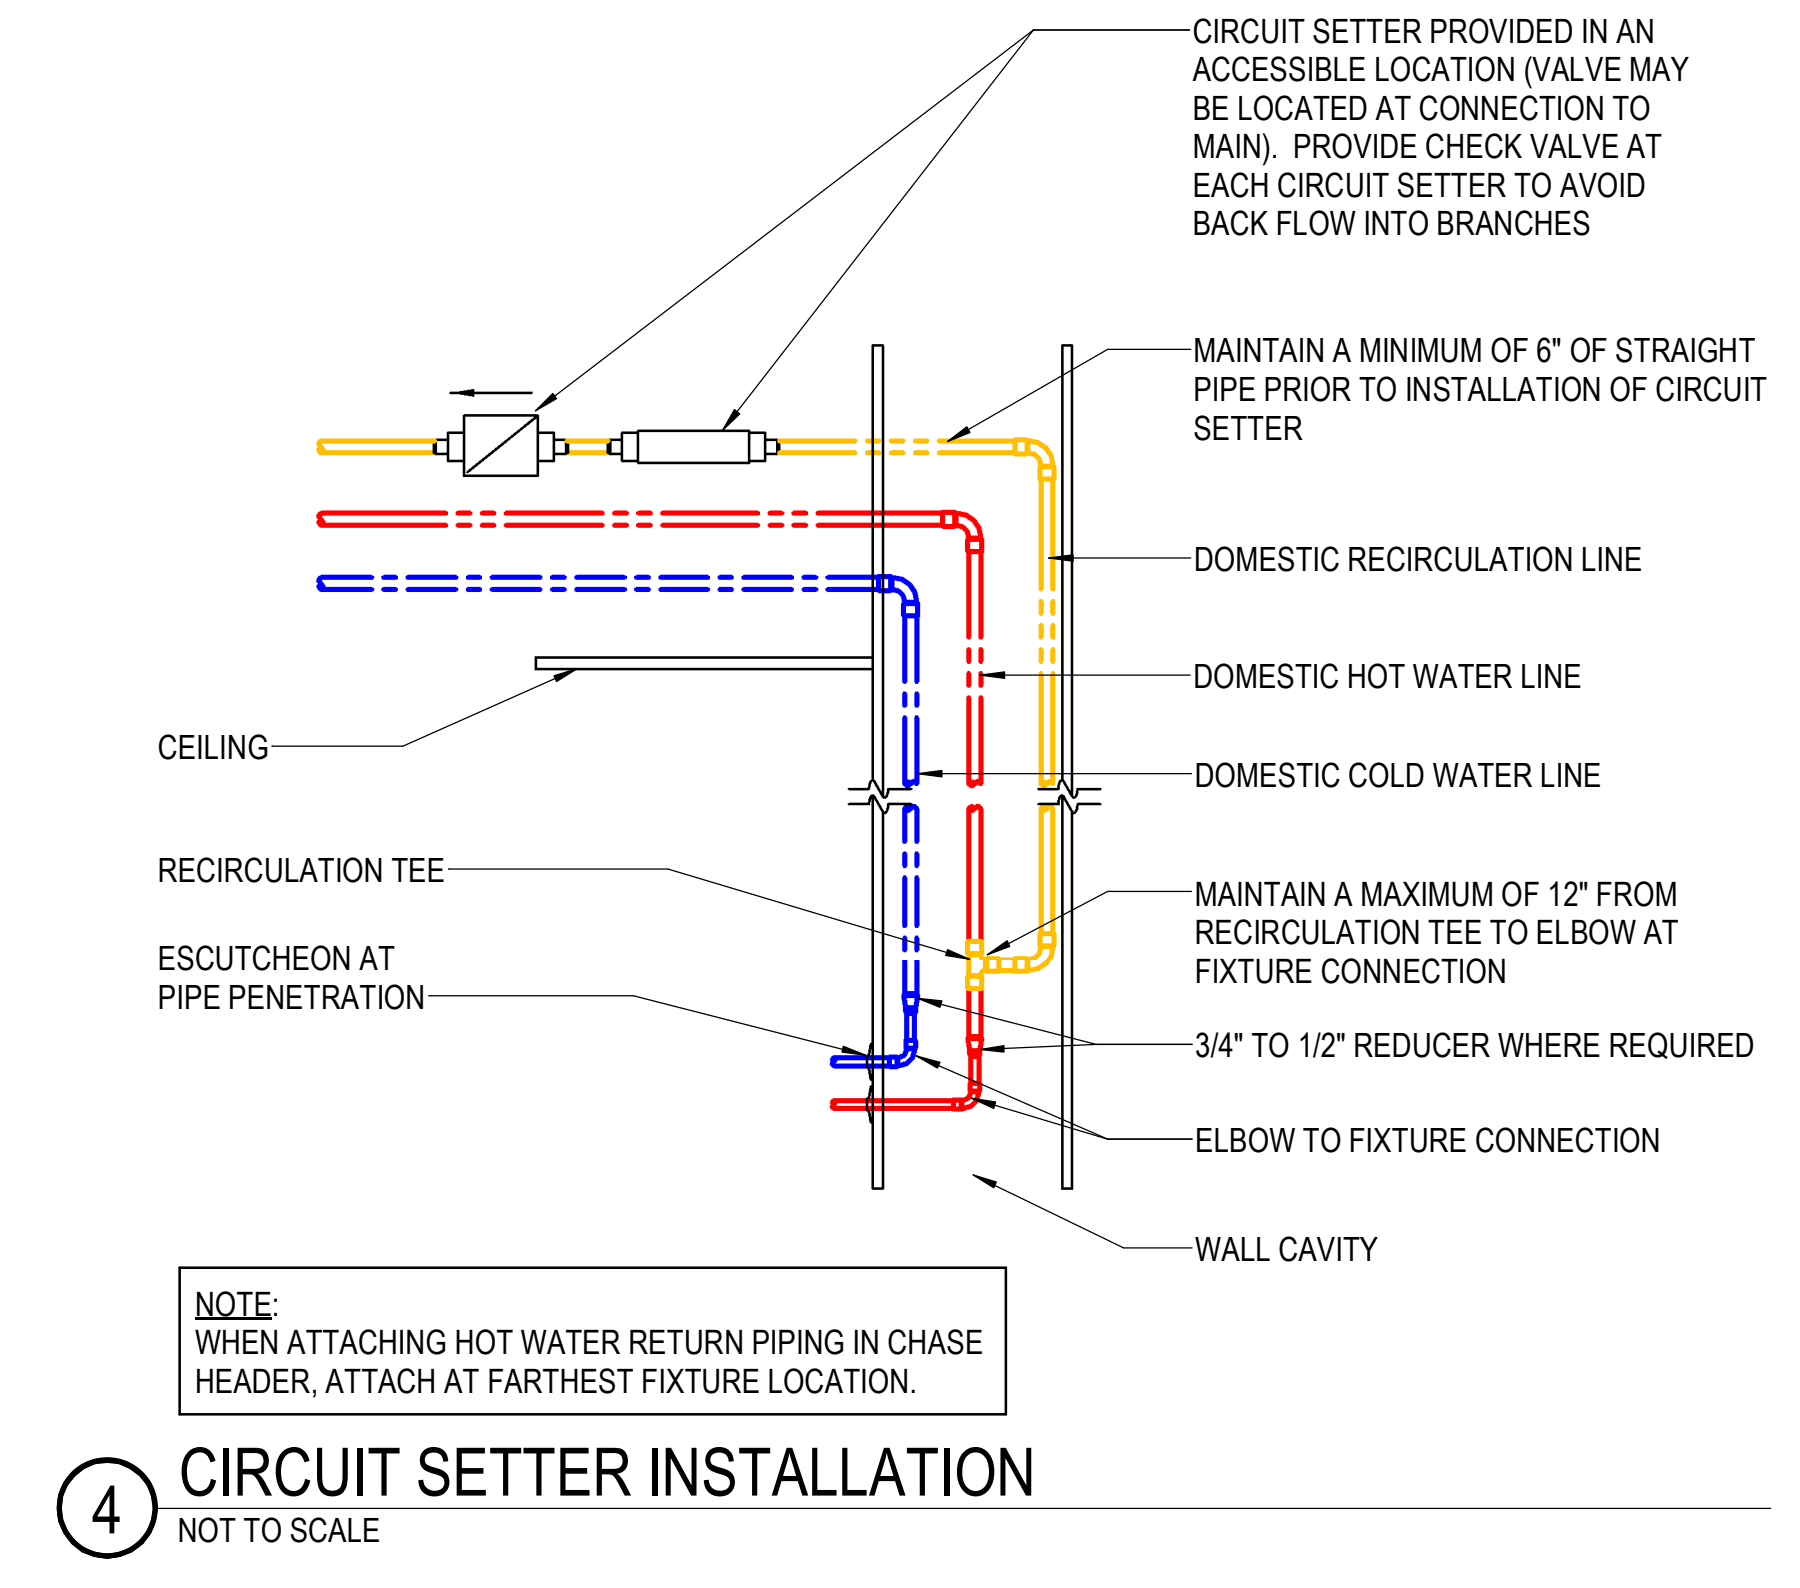 CIRCUIT SETTER PROVIDED IN AN
ACCESSIBLE LOCATION (VALVE MAY
BE LOCATED AT CONNECTION TO
MAIN).  PROVIDE CHECK VALVE AT
EACH CIRCUIT SETTER TO AVOID
BACK FLOW INTO BRANCHES
MAINTAIN A MINIMUM OF 6" OF STRAIGHT
PIPE PRIOR TO INSTALLATION OF CIRCUIT
SETTER
DOMESTIC RECIRCULATION LINE
DOMESTIC HOT WATER LINE
CEILING
DOMESTIC COLD WATER LINE
RECIRCULATION TEE
MAINTAIN A MAXIMUM OF 12" FROM
RECIRCULATION TEE TO ELBOW AT
FIXTURE CONNECTION
ESCUTCHEON AT
PIPE PENETRATION
3/4" TO 1/2" REDUCER WHERE REQUIRED
ELBOW TO FIXTURE CONNECTION
WALL CAVITY
NOTE:
WHEN ATTACHING HOT WATER RETURN PIPING IN CHASE
HEADER, ATTACH AT FARTHEST FIXTURE LOCATION.
4
CIRCUIT SETTER INSTALLATION
NOT TO SCALE